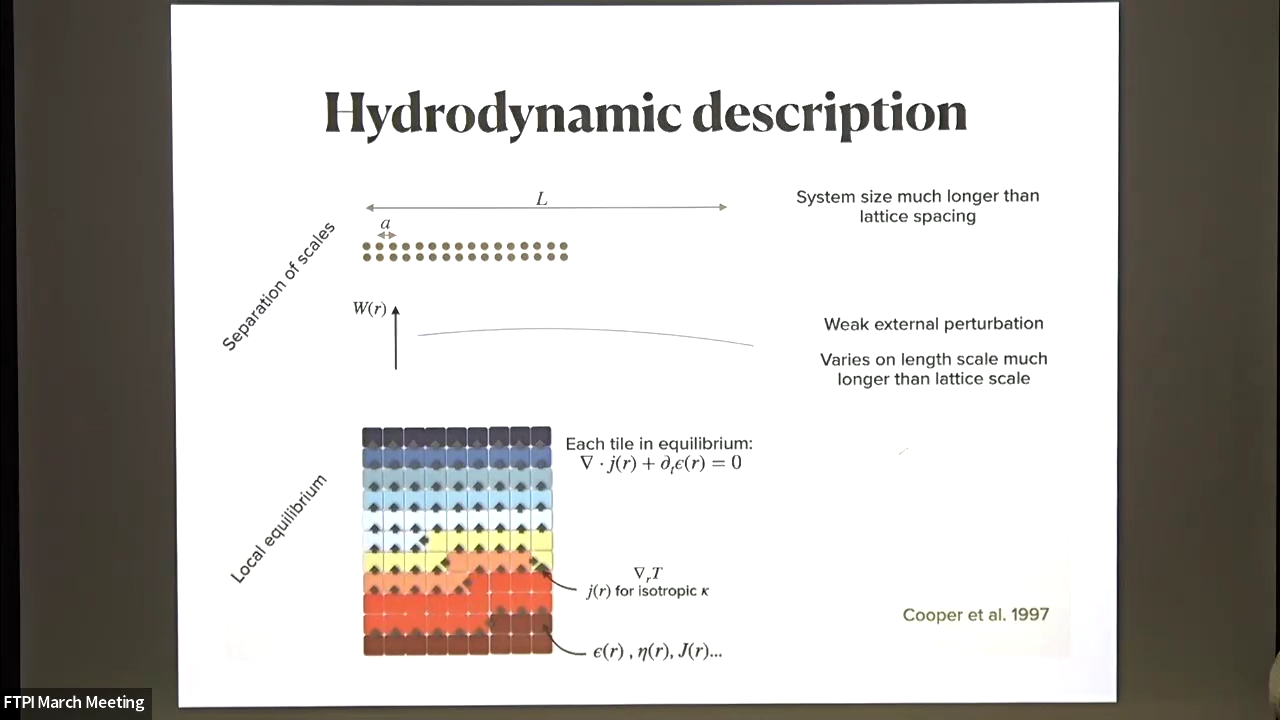 Hydrodynamic description
Separation of scales
L
a
System size much longer than
lattice spacing
W(r)
Weak external perturbation
Varies on length scale much
longer than lattice scale
Local equilibrium
Each tile in equilibrium:
∇ · j(r) + ∂ₜϵ(r) = 0
∇ᵣT
j(r) for isotropic κ
ϵ(r) , η(r), J(r)...
Cooper et al. 1997
FTPI March Meeting